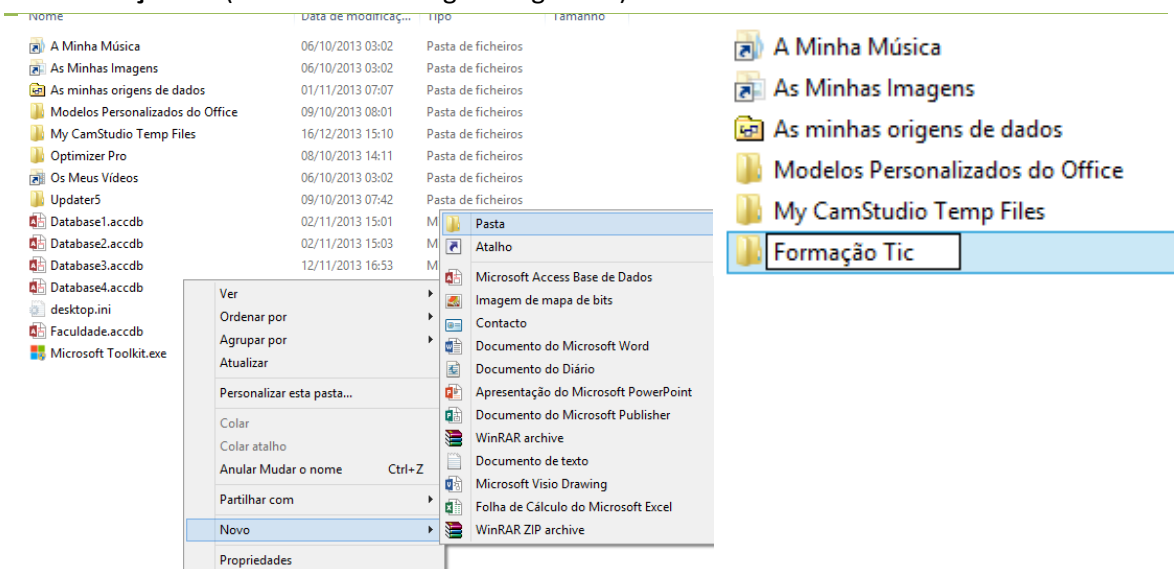 Nome Data de modificaç... Tipo Tamanho
A Minha Música 06/10/2013 03:02 Pasta de ficheiros
As Minhas Imagens 06/10/2013 03:02 Pasta de ficheiros
As minhas origens de dados 01/11/2013 07:07 Pasta de ficheiros
Modelos Personalizados do Office 09/10/2013 08:01 Pasta de ficheiros
My CamStudio Temp Files 16/12/2013 15:10 Pasta de ficheiros
Optimizer Pro 08/10/2013 14:11 Pasta de ficheiros
Os Meus Vídeos 06/10/2013 03:02 Pasta de ficheiros
Updater5 09/10/2013 07:42 Pasta de ficheiros
Database1.accdb 02/11/2013 15:01 M
Database2.accdb 02/11/2013 15:03 M
Database3.accdb 12/11/2013 16:53 M
Database4.accdb
desktop.ini
Faculdade.accdb
Microsoft Toolkit.exe
Ver
Ordenar por
Agrupar por
Atualizar
Personalizar esta pasta...
Colar
Colar atalho
Anular Mudar o nome Ctrl+Z
Partilhar com
Novo
Propriedades
Pasta
Atalho
Microsoft Access Base de Dados
Imagem de mapa de bits
Contacto
Documento do Microsoft Word
Documento do Diário
Apresentação do Microsoft PowerPoint
Documento do Microsoft Publisher
WinRAR archive
Documento de texto
Microsoft Visio Drawing
Folha de Cálculo do Microsoft Excel
WinRAR ZIP archive
A Minha Música
As Minhas Imagens
As minhas origens de dados
Modelos Personalizados do Office
My CamStudio Temp Files
Formação Tic